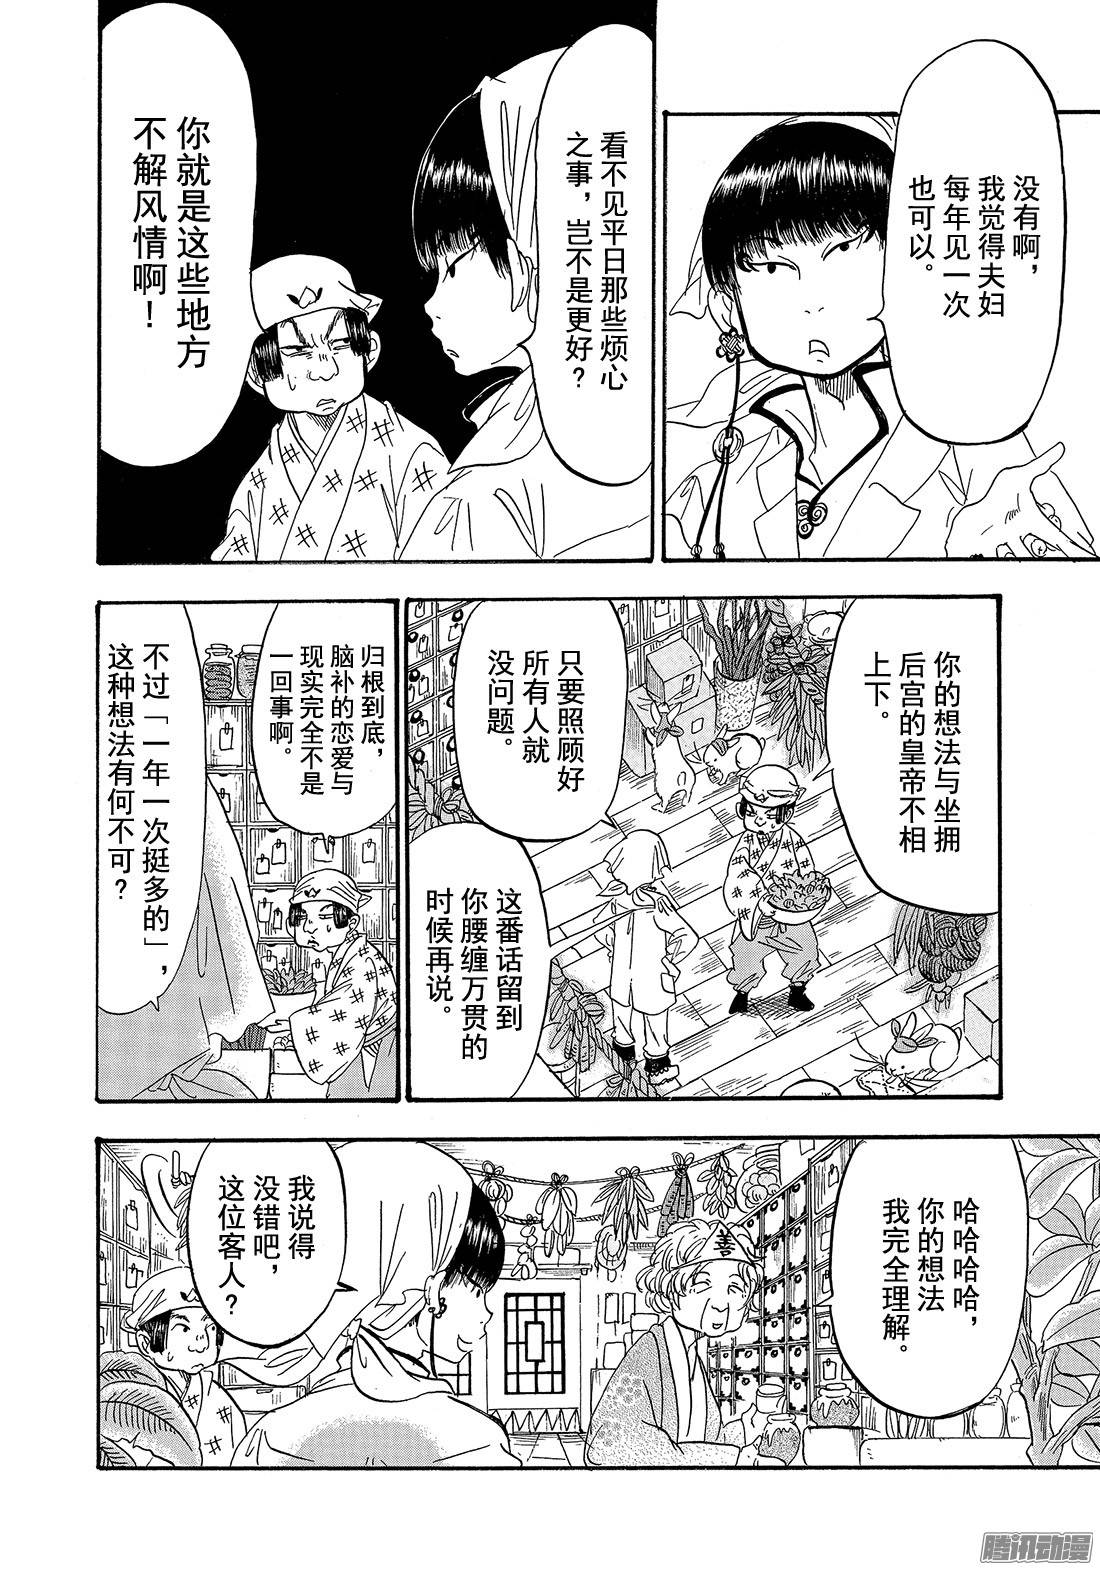 没有啊，
我觉得夫妇
每年见一次
也可以。
看不见平日那些烦心
之事，岂不是更好？
你就是这些地方
不解风情啊！
你的想法与坐拥
后宫的皇帝不相
上下。
只要照顾好
所有人就
没问题。
这番话留到
你腰缠万贯的
时候再说。
归根到底，
脑补的恋爱与
现实完全不是
一回事啊。
不过「一年一次挺多的」，
这种想法有何不可？
哈哈哈哈，
你的想法
我完全理解。
善
我说得
没错吧，
这位客人？
腾讯动漫